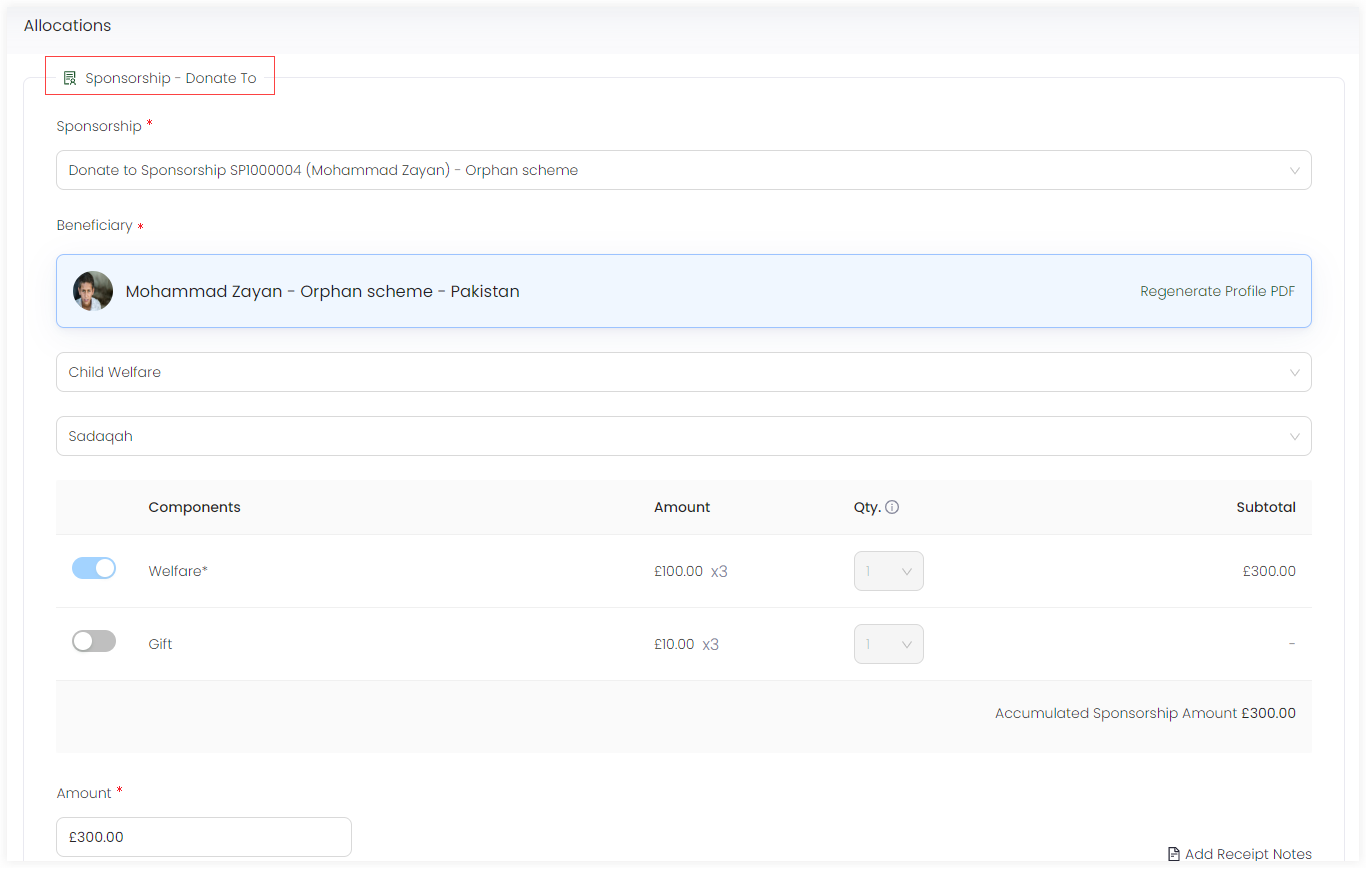 Allocations
Sponsorship - Donate To
Sponsorship *
Donate to Sponsorship SP1000004 (Mohammad Zayan) - Orphan scheme
Beneficiary *
Mohammad Zayan - Orphan scheme - Pakistan Regenerate Profile PDF
Child Welfare
Sadaqah
Components Amount Qty. Subtotal
Welfare* £100.00 x3 1 £300.00
Gift £10.00 x3 1 -
Accumulated Sponsorship Amount £300.00
Amount *
£300.00
Add Receipt Notes